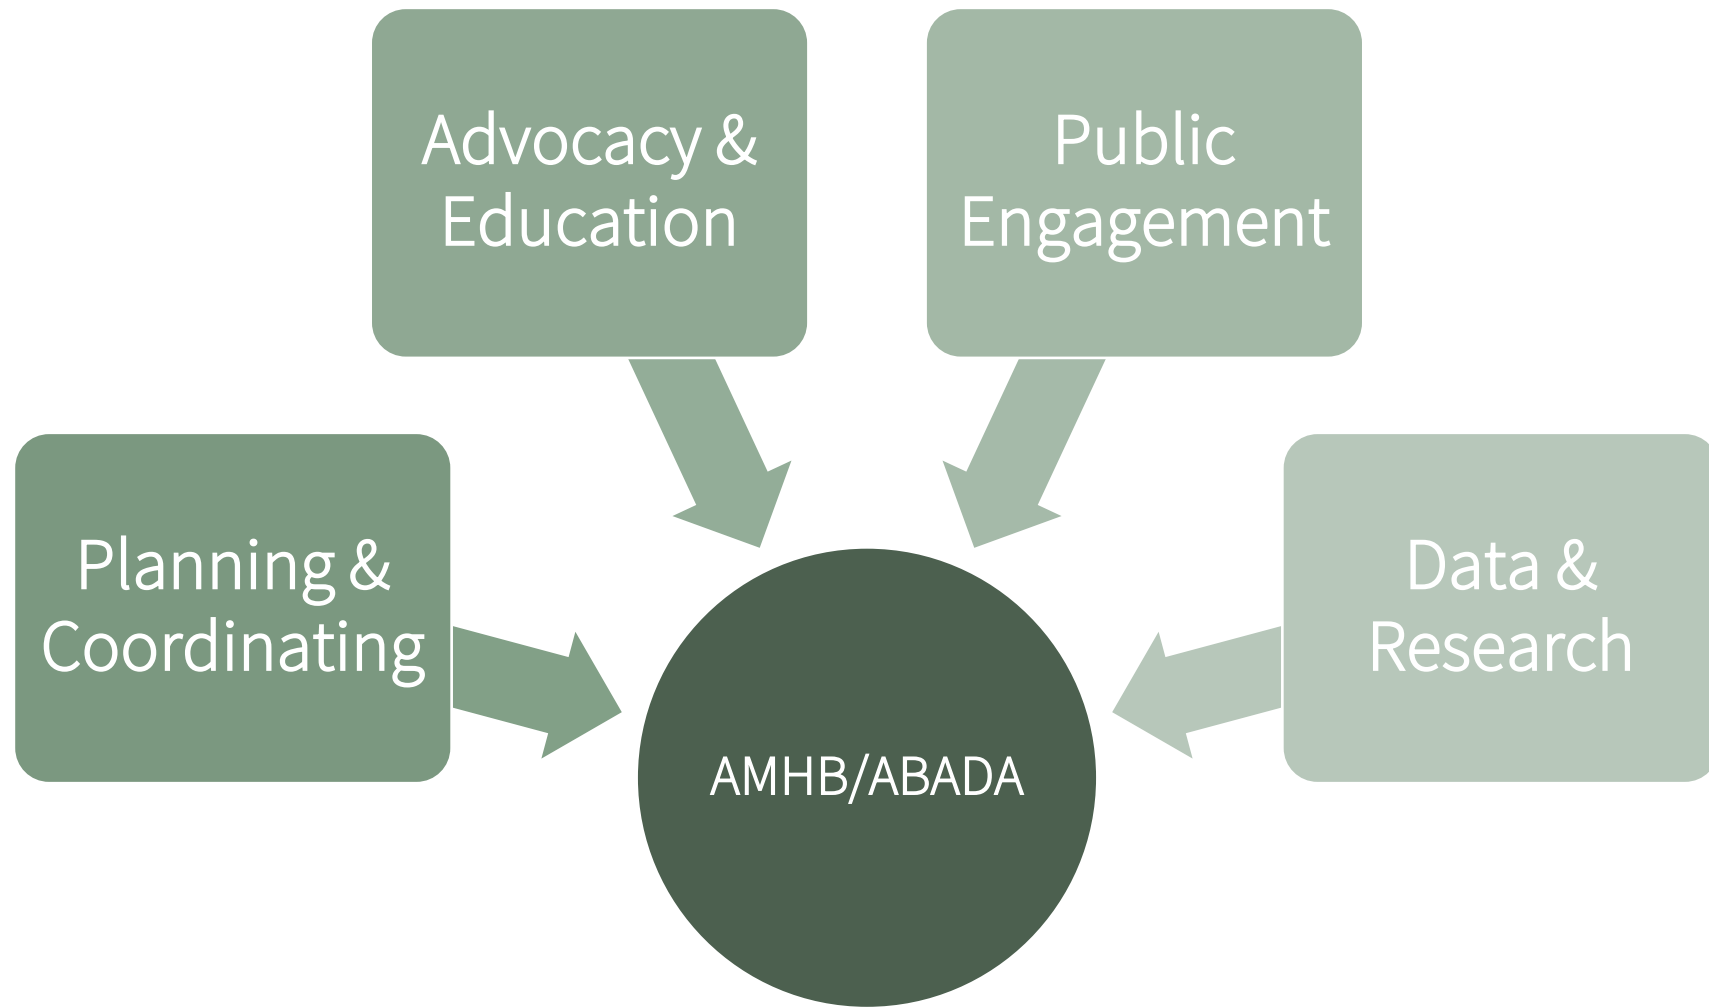 Advocacy &
Education
Public
Engagement
Planning &
Coordinating
Data &
Research
AMHB/ABADA